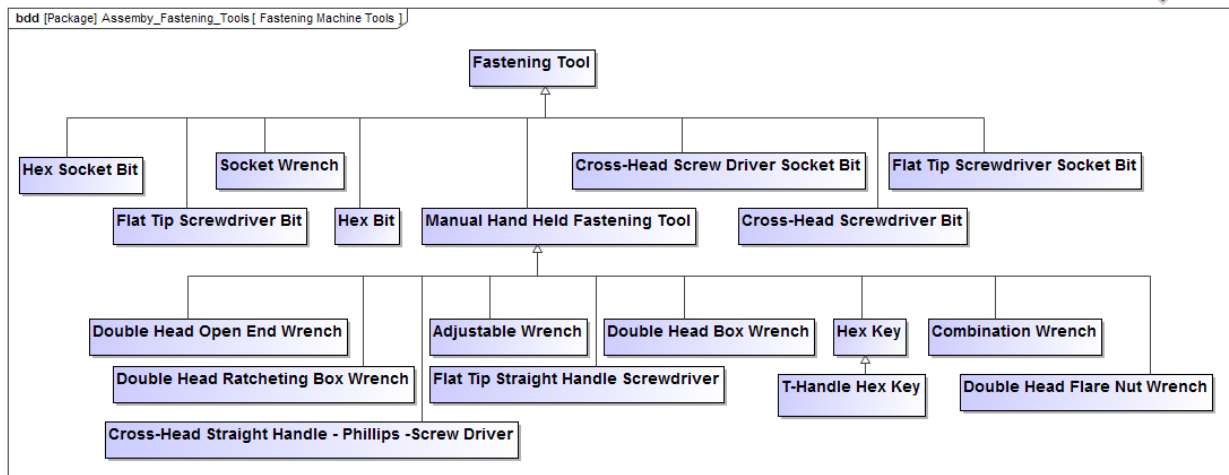 bdd [Package] Assemby_Fastening_Tools [ Fastening Machine Tools ]
Fastening Tool
Hex Socket Bit
Socket Wrench
Cross-Head Screw Driver Socket Bit
Flat Tip Screwdriver Socket Bit
Flat Tip Screwdriver Bit
Hex Bit
Manual Hand Held Fastening Tool
Cross-Head Screwdriver Bit
Double Head Open End Wrench
Adjustable Wrench
Double Head Box Wrench
Hex Key
Combination Wrench
Double Head Ratcheting Box Wrench
Flat Tip Straight Handle Screwdriver
T-Handle Hex Key
Double Head Flare Nut Wrench
Cross-Head Straight Handle - Phillips -Screw Driver